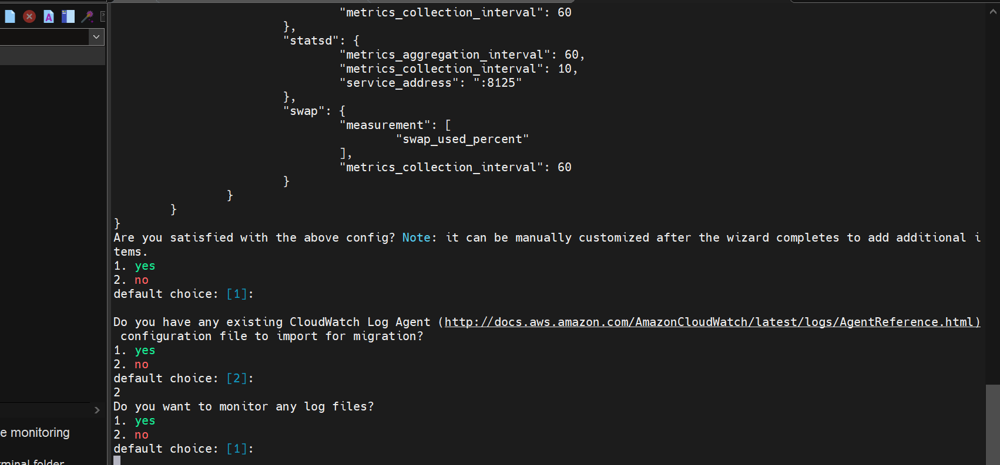 "metrics_collection_interval": 60
},
"statsd": {
"metrics_aggregation_interval": 60,
"metrics_collection_interval": 10,
"service_address": ":8125"
},
"swap": {
"measurement": [
"swap_used_percent"
],
"metrics_collection_interval": 60
}
}
}
}
Are you satisfied with the above config? Note: it can be manually customized after the wizard completes to add additional i
tems.
1. yes
2. no
default choice: [1]:
Do you have any existing CloudWatch Log Agent (http://docs.aws.amazon.com/AmazonCloudWatch/latest/logs/AgentReference.html)
configuration file to import for migration?
1. yes
2. no
default choice: [2]:
2
Do you want to monitor any log files?
1. yes
2. no
default choice: [1]:
e monitoring
rminal folder